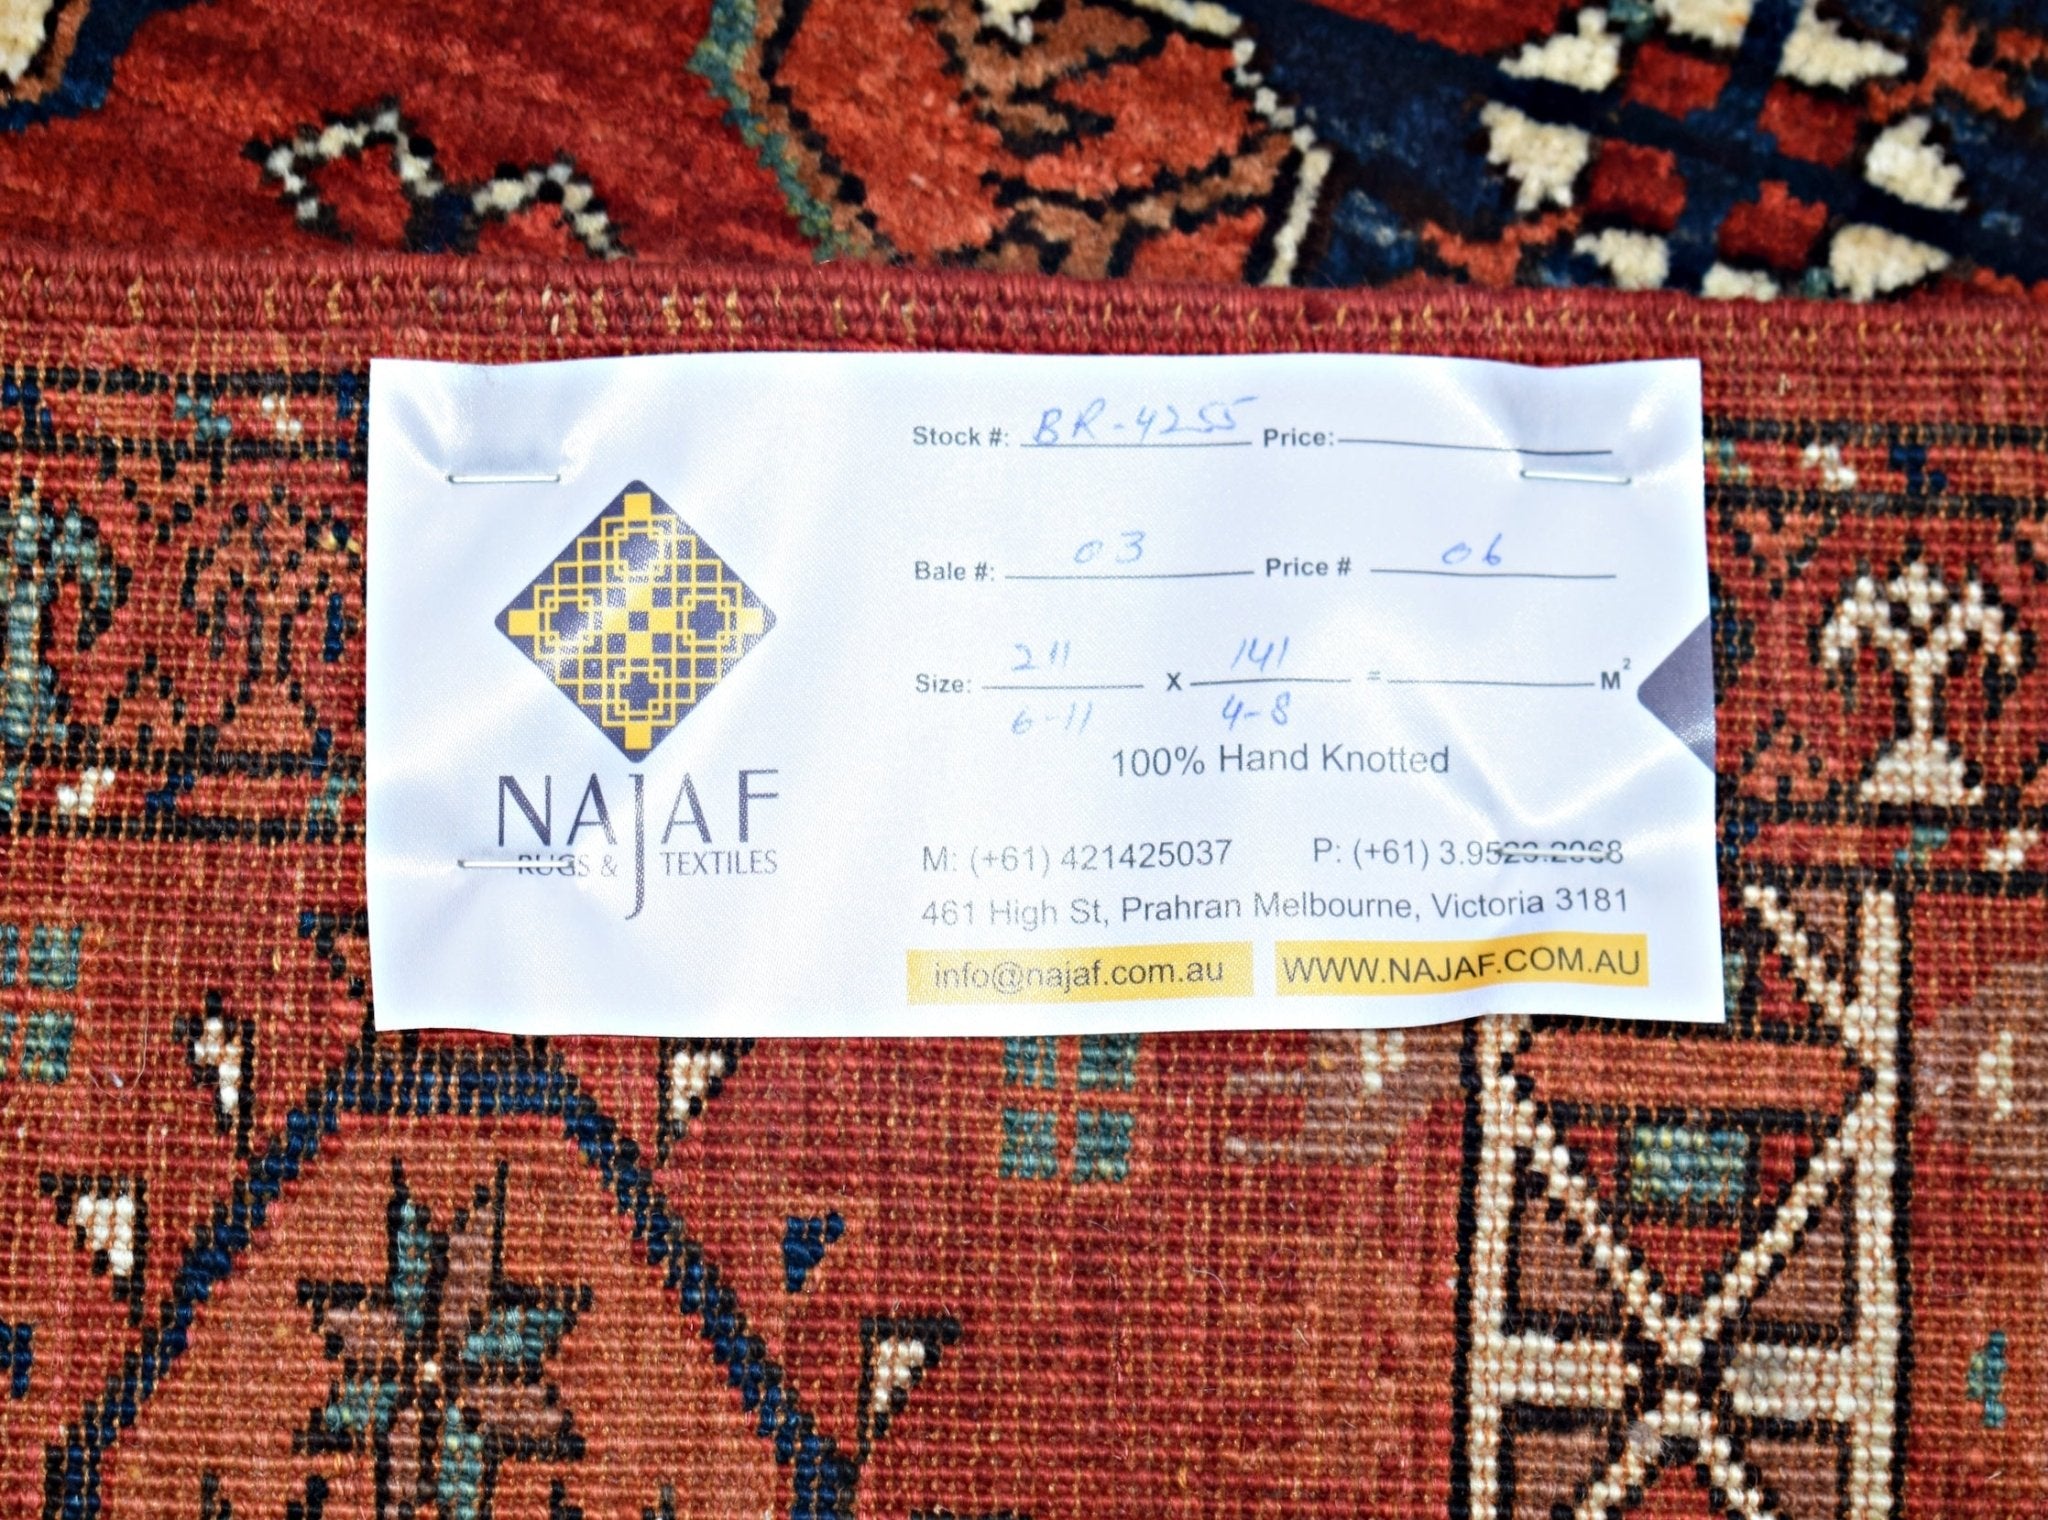 Stock #: BR-4255 Price:
Bale #: 03 Price # 06
Size: 211 X 141 = M²
6-11 4-8
100% Hand Knotted
NAJAF
RUGS & TEXTILES
M: (+61) 421425037 P: (+61) 3.9529.2068
461 High St, Prahran Melbourne, Victoria 3181
info@najaf.com.au WWW.NAJAF.COM.AU